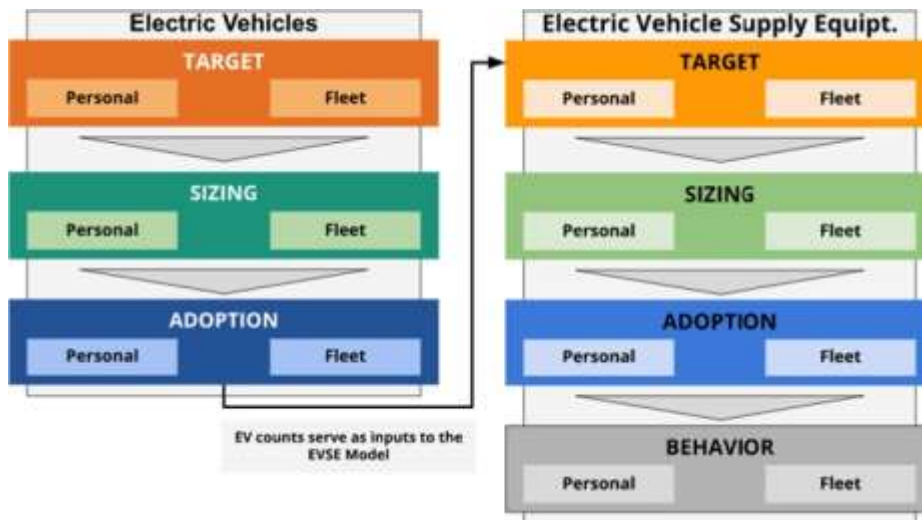 Electric Vehicles
TARGET
Personal
Fleet
SIZING
Personal
Fleet
ADOPTION
Personal
Fleet
EV counts serve as inputs to the
EVSE Model
Electric Vehicle Supply Equipt.
TARGET
Personal
Fleet
SIZING
Personal
Fleet
ADOPTION
Personal
Fleet
BEHAVIOR
Personal
Fleet